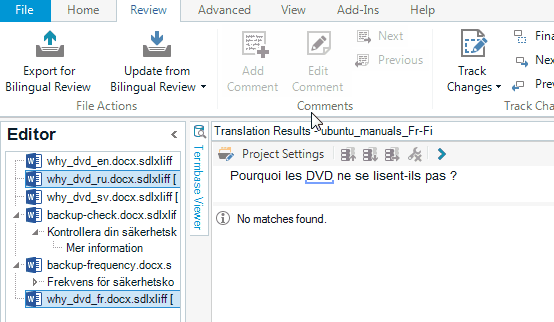 File Home Review Advanced View Add-Ins Help
Export for Bilingual Review
Update from Bilingual Review
File Actions
Add Comment
Edit Comment
Next
Previous
Comments
Track Changes
Fina
Nex
Prev
Track Chan
Editor
why_dvd_en.docx.sdlxliff
why_dvd_ru.docx.sdlxliff [
why_dvd_sv.docx.sdlxliff
backup-check.docx.sdlxlif
Kontrollera din säkerhetsk
Mer information
backup-frequency.docx.s
Frekvens för säkerhetsko
why_dvd_fr.docx.sdlxliff [
Termbase Viewer
Translation Results - ubuntu_manuals_Fr-Fi
Project Settings
Pourquoi les DVD ne se lisent-ils pas ?
No matches found.